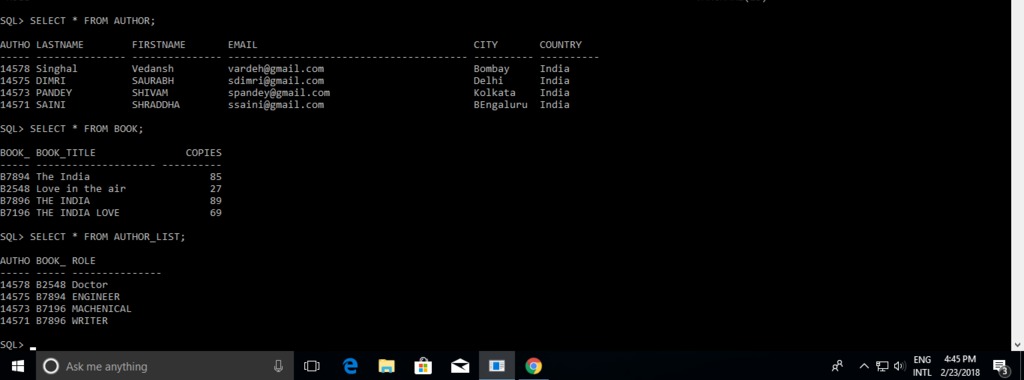 SQL> SELECT * FROM AUTHOR;
AUTHO LASTNAME        FIRSTNAME       EMAIL                                    CITY       COUNTRY
----- --------------- --------------- ---------------------------------------- ---------- ----------
14578 Singhal         Vedansh         vardeh@gmail.com                         Bombay     India
14575 DIMRI           SAURABH         sdimri@gmail.com                         Delhi      India
14573 PANDEY          SHIVAM          spandey@gmail.com                        Kolkata    India
14571 SAINI           SHRADDHA        ssaini@gmail.com                         BEngaluru  India
SQL> SELECT * FROM BOOK;
BOOK_ BOOK_TITLE               COPIES
----- -------------------- ----------
B7894 The India                    85
B2548 Love in the air              27
B7896 THE INDIA                    89
B7196 THE INDIA LOVE               69
SQL> SELECT * FROM AUTHOR_LIST;
AUTHO BOOK_ ROLE
----- ----- ---------------
14578 B2548 Doctor
14575 B7894 ENGINEER
14573 B7196 MACHENICAL
14571 B7896 WRITER
SQL> _
Ask me anything
ENG 4:45 PM
INTL 2/23/2018
3